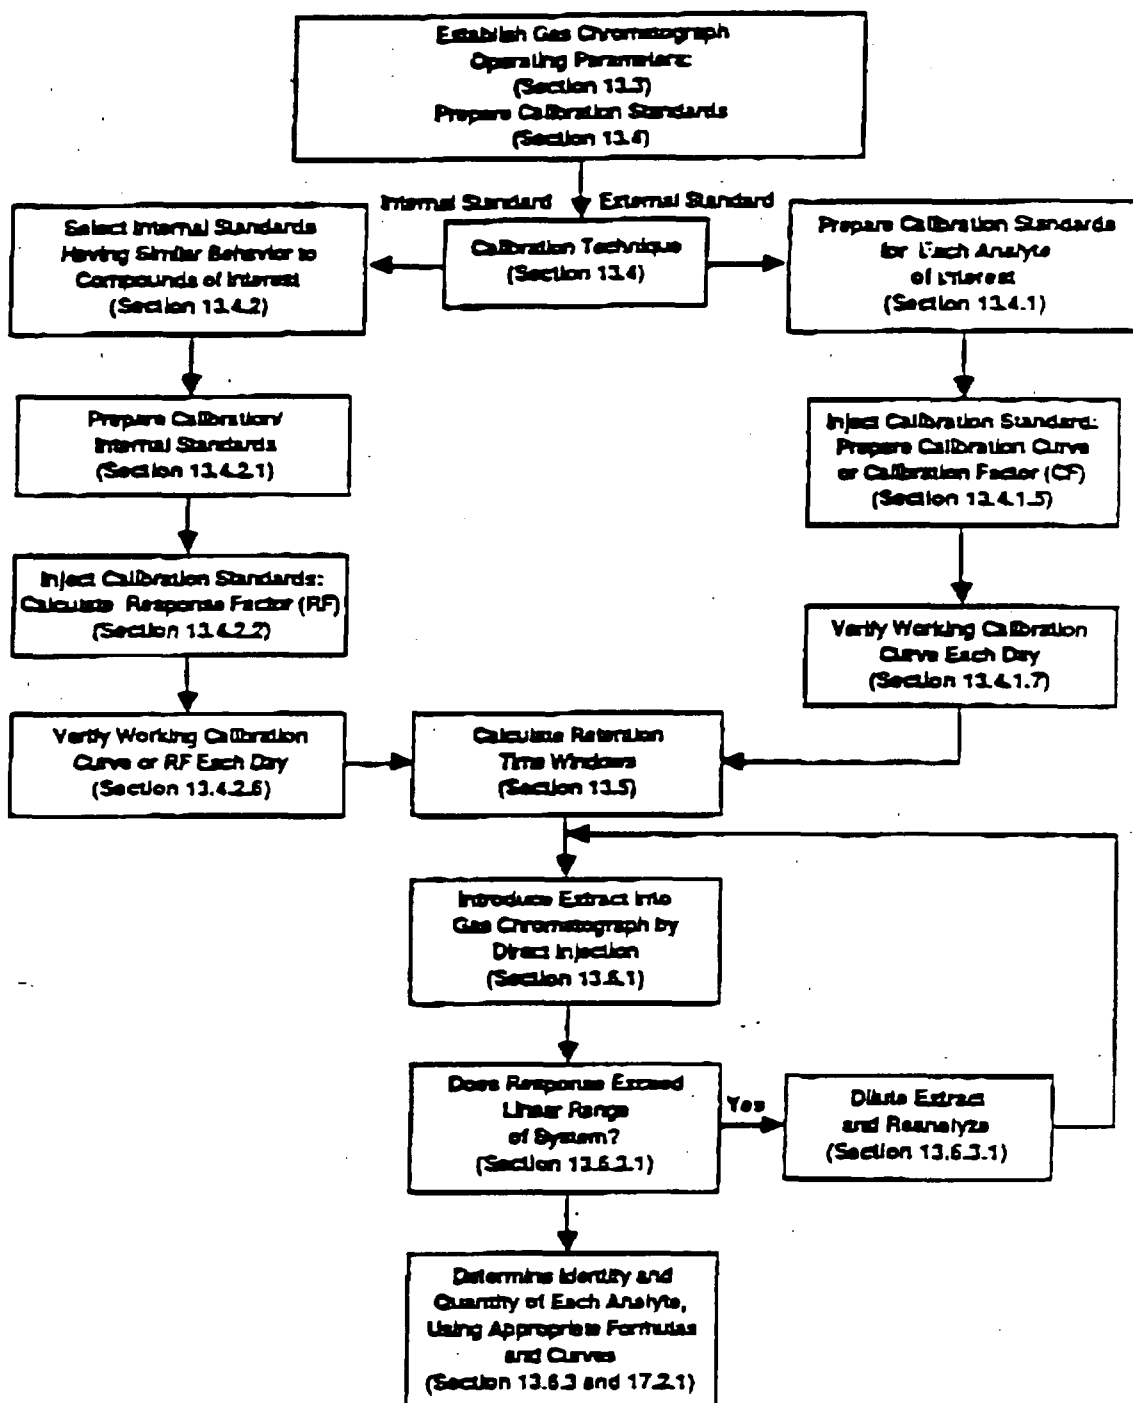 Establish Gas Chromatograph
Operating Parameters:
(Section 13.3)
Prepare Calibration Standards
(Section 13.4)
Internal Standard
External Standard
Select Internal Standards
Having Similar Behavior to
Compounds of Interest
(Section 13.4.2)
Calibration Technique
(Section 13.4)
Prepare Calibration Standards
for Each Analyte
of Interest
(Section 13.4.1)
Prepare Calibration/
Internal Standards
(Section 13.4.2.1)
Inject Calibration Standard:
Prepare Calibration Curve
or Calibration Factor (CF)
(Section 13.4.1.5)
Inject Calibration Standards:
Calculate Response Factor (RF)
(Section 13.4.2.2)
Verify Working Calibration
Curve Each Day
(Section 13.4.1.7)
Verify Working Calibration
Curve or RF Each Day
(Section 13.4.2.6)
Calculate Retention
Time Windows
(Section 13.5)
Introduce Extract into
Gas Chromatograph by
Direct Injection
(Section 13.6.1)
Does Response Exceed
Linear Range
of System?
(Section 13.6.3.1)
Yes
Dilute Extract
and Reanalyze
(Section 13.6.3.1)
Determine Identity and
Quantity of Each Analyte,
Using Appropriate Formulas
and Curves
(Section 13.6.3 and 17.2.1)